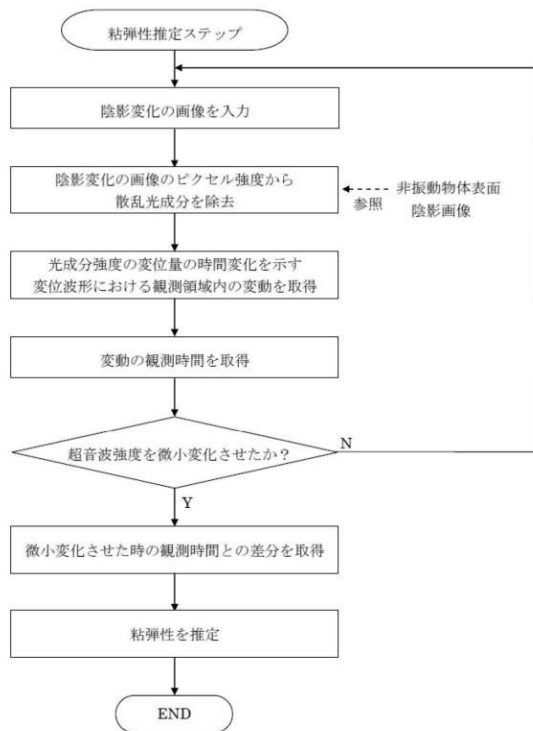 粘弾性推定ステップ
陰影変化の画像を入力
陰影変化の画像のピクセル強度から
散乱光成分を除去
非振動物体表面
参照
陰影画像
光成分強度の変位量の時間変化を示す
変位波形における観測領域内の変動を取得
変動の観測時間を取得
超音波強度を微小変化させたか？
N
Y
微小変化させた時の観測時間との差分を取得
粘弾性を推定
END